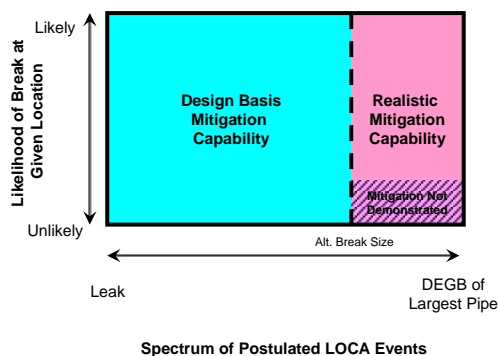 Likely
Likelihood of Break at
Given Location
Unlikely
Design Basis
Mitigation
Capability
Realistic
Mitigation
Capability
Mitigation Not
Demonstrated
Alt. Break Size
Leak
DEGB of
Largest Pipe
Spectrum of Postulated LOCA Events